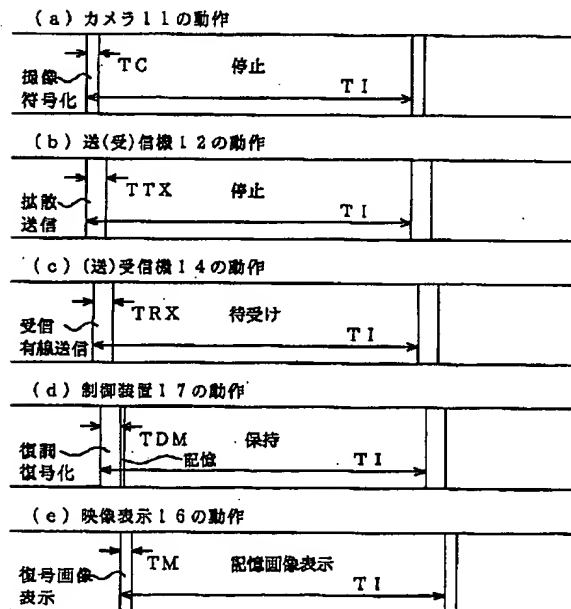 (a) カメラ11の動作
TC 停止
撮像
符号化
TI
(b) 送(受)信機12の動作
TTX 停止
拡散
送信
TI
(c) (送)受信機14の動作
TRX 待受け
受信
有線送信
TI
(d) 制御装置17の動作
TDM 保持
復調
復号化
記憶
TI
(e) 映像表示16の動作
TM 記憶画像表示
復号画像
表示
TI